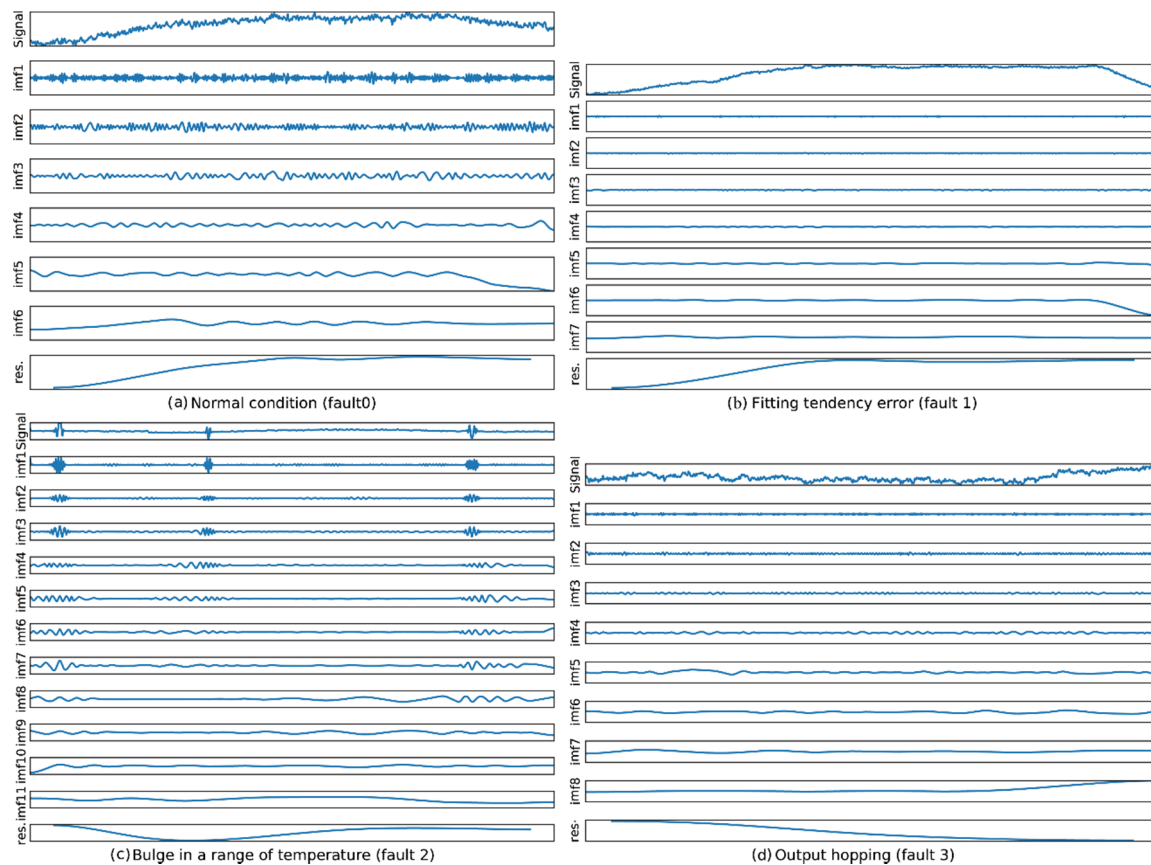 Signal
imf1
imf2
imf3
imf4
imf5
imf6
res.
(a) Normal condition (fault0)
Signal
imf1
imf2
imf3
imf4
imf5
imf6
imf7
res.
(b) Fitting tendency error (fault 1)
Signal
imf1
imf2
imf3
imf4
imf5
imf6
imf7
imf8
imf9
imf10
imf11
res.
(c) Bulge in a range of temperature (fault 2)
Signal
imf1
imf2
imf3
imf4
imf5
imf6
imf7
imf8
res.
(d) Output hopping (fault 3)